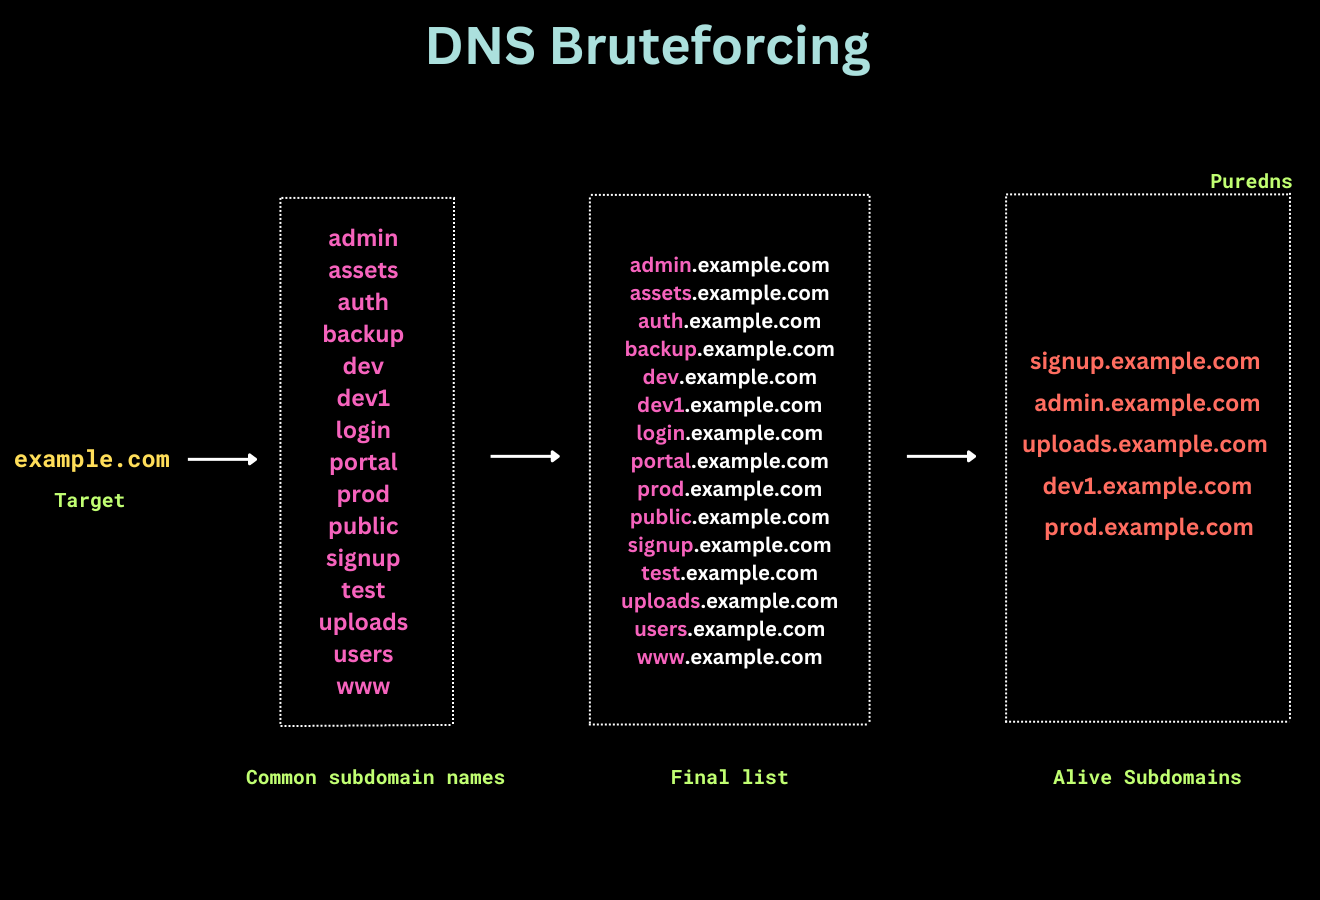 DNS Bruteforcing
example.com
Target
admin
assets
auth
backup
dev
dev1
login
portal
prod
public
signup
test
uploads
users
www
Common subdomain names
admin.example.com
assets.example.com
auth.example.com
backup.example.com
dev.example.com
dev1.example.com
login.example.com
portal.example.com
prod.example.com
public.example.com
signup.example.com
test.example.com
uploads.example.com
users.example.com
www.example.com
Final list
Puredns
signup.example.com
admin.example.com
uploads.example.com
dev1.example.com
prod.example.com
Alive Subdomains